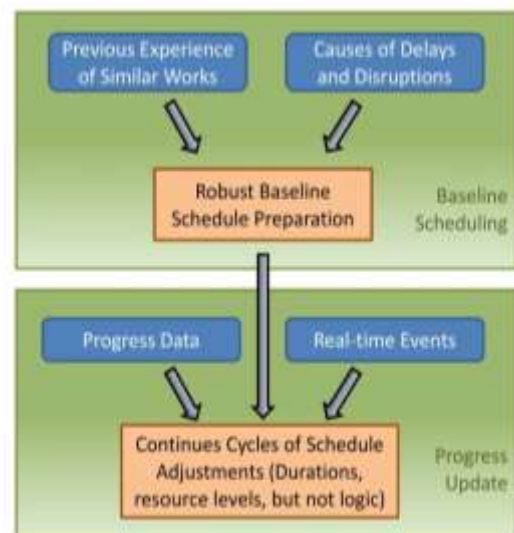 Previous Experience
of Similar Works
Causes of Delays
and Disruptions
Robust Baseline
Schedule Preparation
Baseline
Scheduling
Progress Data
Real-time Events
Continues Cycles of Schedule
Adjustments (Durations,
resource levels, but not logic)
Progress
Update